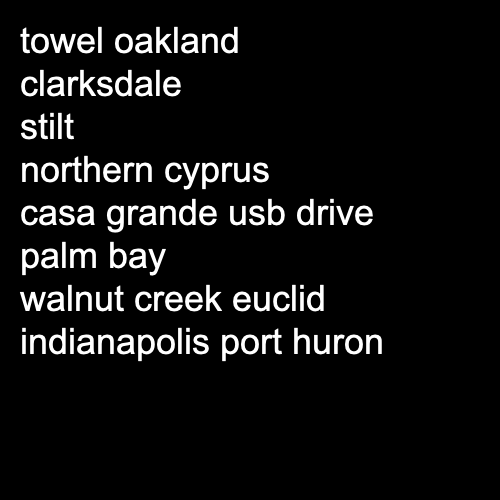 towel oakland
clarksdale
stilt
northern cyprus
casa grande usb drive
palm bay
walnut creek euclid
indianapolis port huron